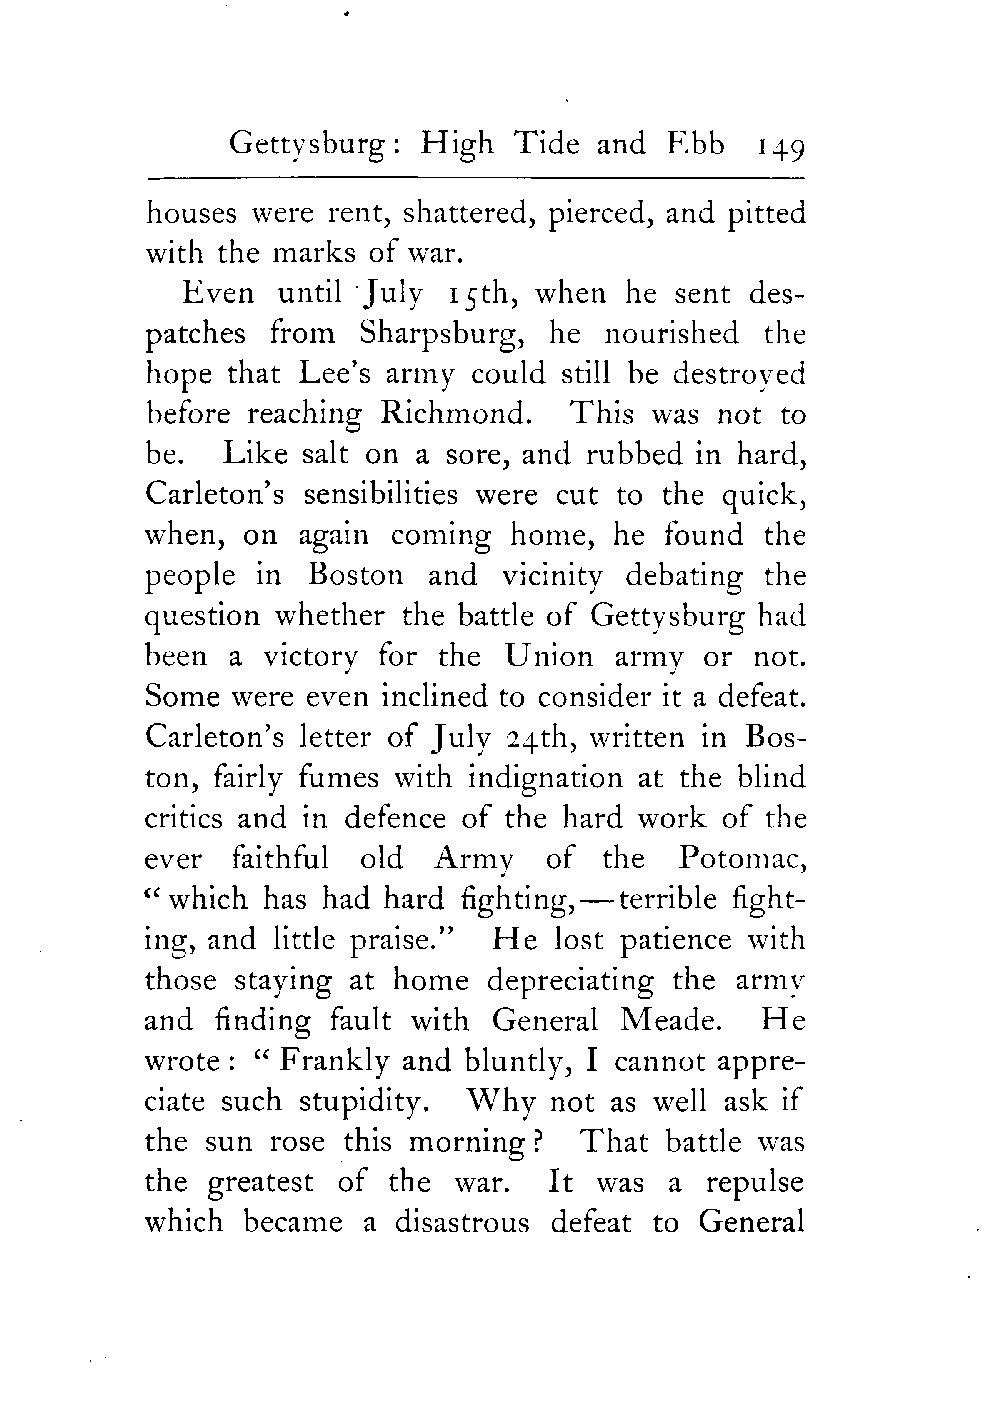 Gettysburg: High Tide and Ebb 149
houses were rent, shattered, pierced, and pitted
with the marks of war.
Even until July 15th, when he sent des-
patches from Sharpsburg, he nourished the
hope that Lee's army could still be destroyed
before reaching Richmond. This was not to
be. Like salt on a sore, and rubbed in hard,
Carleton's sensibilities were cut to the quick,
when, on again coming home, he found the
people in Boston and vicinity debating the
question whether the battle of Gettysburg had
been a victory for the Union army or not.
Some were even inclined to consider it a defeat.
Carleton's letter of July 24th, written in Bos-
ton, fairly fumes with indignation at the blind
critics and in defence of the hard work of the
ever faithful old Army of the Potomac,
"which has had hard fighting,—terrible fight-
ing, and little praise." He lost patience with
those staying at home depreciating the army
and finding fault with General Meade. He
wrote: "Frankly and bluntly, I cannot appre-
ciate such stupidity. Why not as well ask if
the sun rose this morning? That battle was
the greatest of the war. It was a repulse
which became a disastrous defeat to General